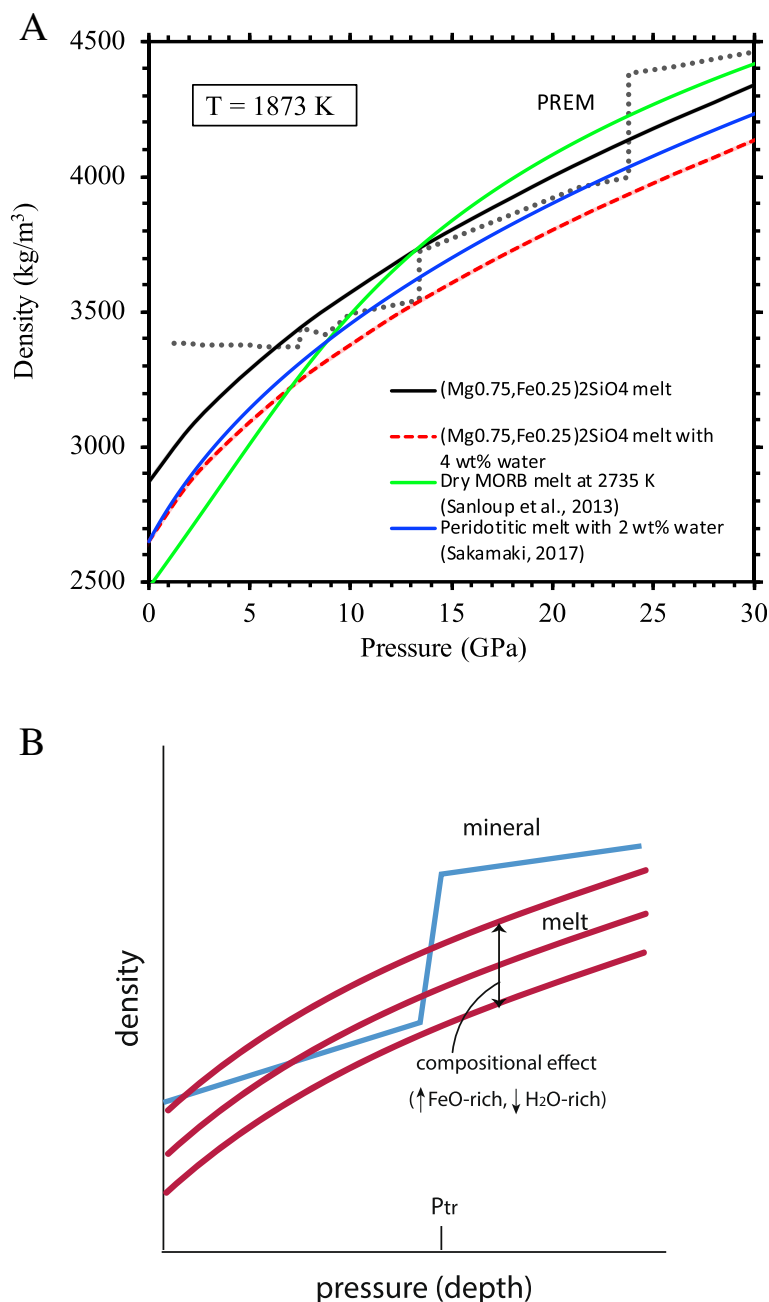 A
4500
4000
3500
3000
2500
Density (kg/m³)
T = 1873 K
PREM
(Mg0.75,Fe0.25)2SiO4 melt
(Mg0.75,Fe0.25)2SiO4 melt with
4 wt% water
Dry MORB melt at 2735 K
(Sanloup et al., 2013)
Peridotitic melt with 2 wt% water
(Sakamaki, 2017)
0 5 10 15 20 25 30
Pressure (GPa)
B
density
mineral
melt
compositional effect
(↑FeO-rich, ↓H2O-rich)
Ptr
pressure (depth)